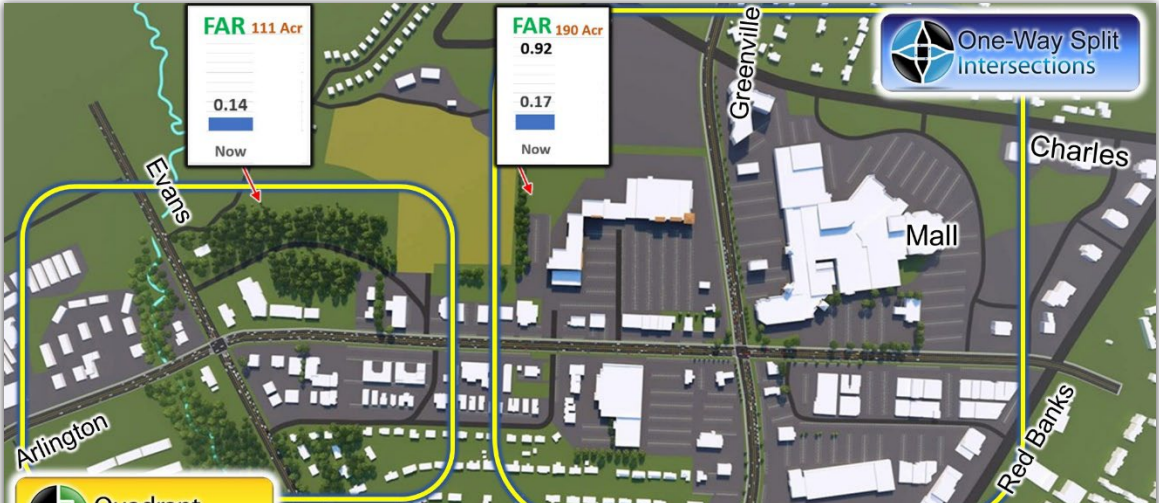 FAR 111 Acr
0.14
Now
FAR 190 Acr
0.92
0.17
Now
Greenville
One-Way Split
Intersections
Charles
Evans
Mall
Arlington
Red Banks
Quadrant